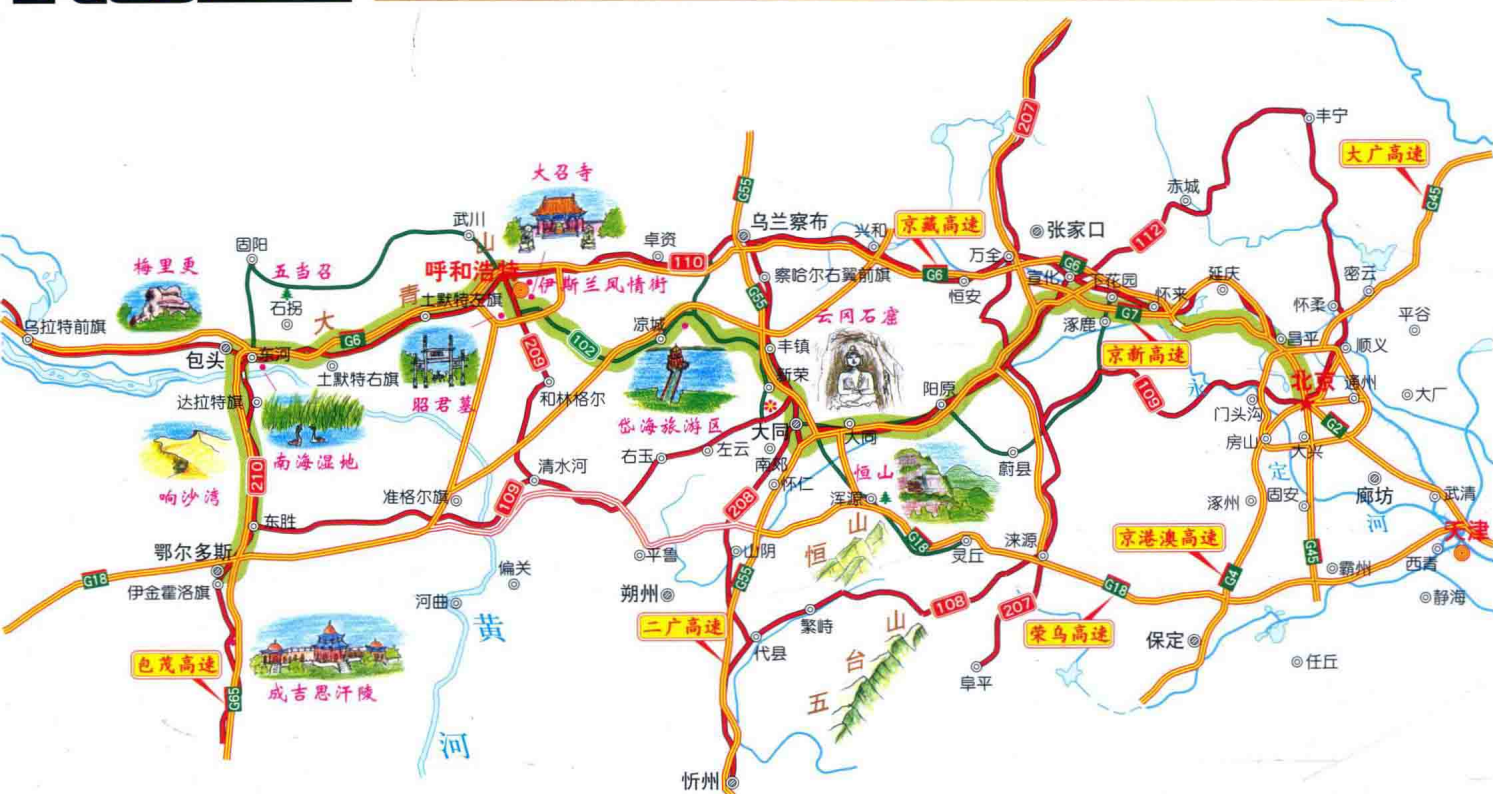 丰宁
207
大广高速
G45
大召寺
赤城
武川
山
G55
乌兰察布
兴和
京藏高速
张家口
112
固阳
五当召
卓资
110
万全
G6
梅里更
呼和浩特
伊斯兰风情街
察哈尔右翼前旗
G6
恒安
宣化
下花园
延庆
密云
石拐
青
土默特左旗
G55
怀来
怀柔
平谷
乌拉特前旗
大
G6
102
凉城
云冈石窟
涿鹿
G7
包头
东河
209
丰镇
京新高速
昌平
顺义
土默特右旗
新荣
阳原
109
永
北京
通州
达拉特旗
昭君墓
和林格尔
岱海旅游区
大同
大同
门头沟
大厂
南海湿地
右玉
左云
南郊
恒山
蔚县
房山
大兴
G2
响沙湾
210
清水河
怀仁
定
准格尔旗
109
208
浑源
涿州
固安
廊坊
武清
东胜
山
河
鄂尔多斯
平鲁
山阴
恒
G18
灵丘
涞源
京港澳高速
天津
G18
伊金霍洛旗
偏关
G55
G4
G45
霸州
西青
河曲
朔州
108
207
G18
静海
黄
二广高速
繁峙
山
荣乌高速
包茂高速
代县
台
保定
任丘
G65
成吉思汗陵
五
阜平
河
忻州